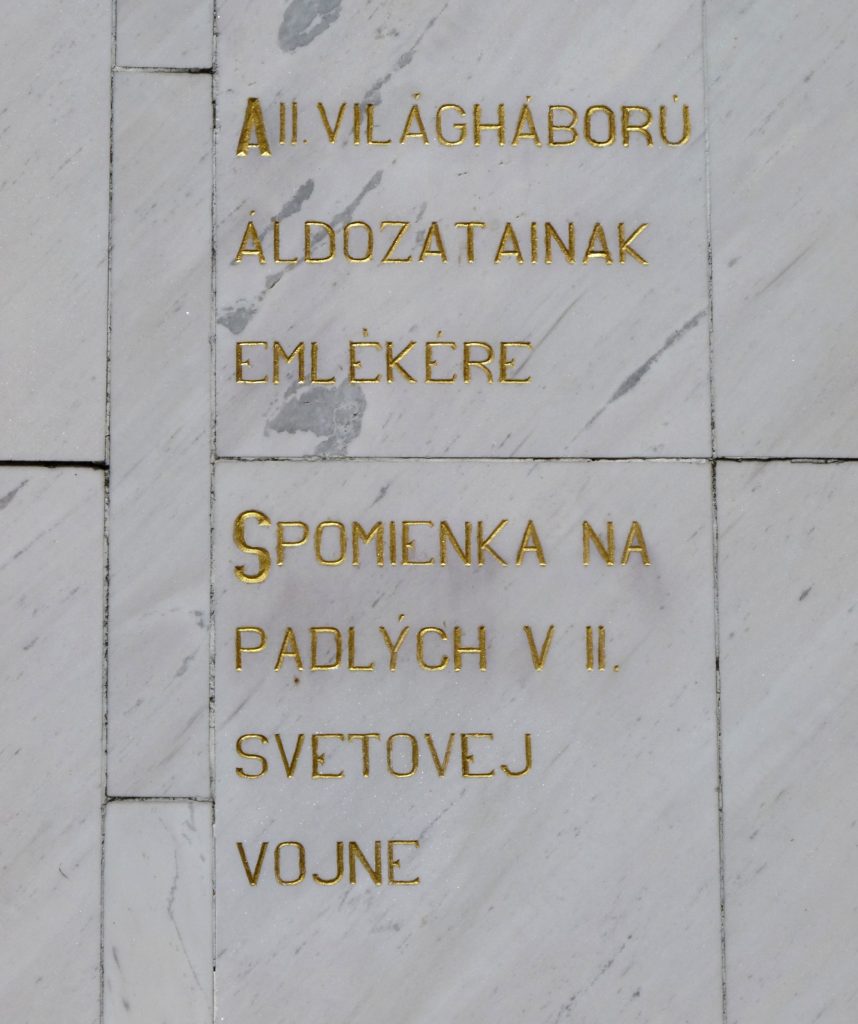 A II. VILÁGHÁBORÚ
ÁLDOZATAINAK
EMLÉKÉRE
SPOMIENKA NA
PADLÝCH V II.
SVETOVEJ
VOJNE